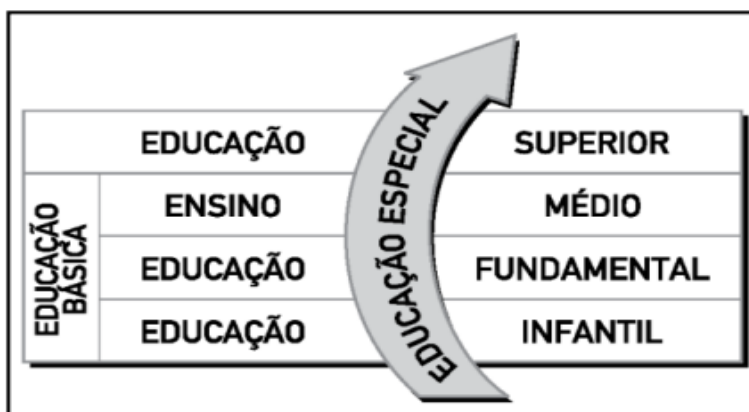 EDUCAÇÃO SUPERIOR
EDUCAÇÃO
BÁSICA
ENSINO MÉDIO
EDUCAÇÃO FUNDAMENTAL
EDUCAÇÃO INFANTIL
EDUCAÇÃO ESPECIAL